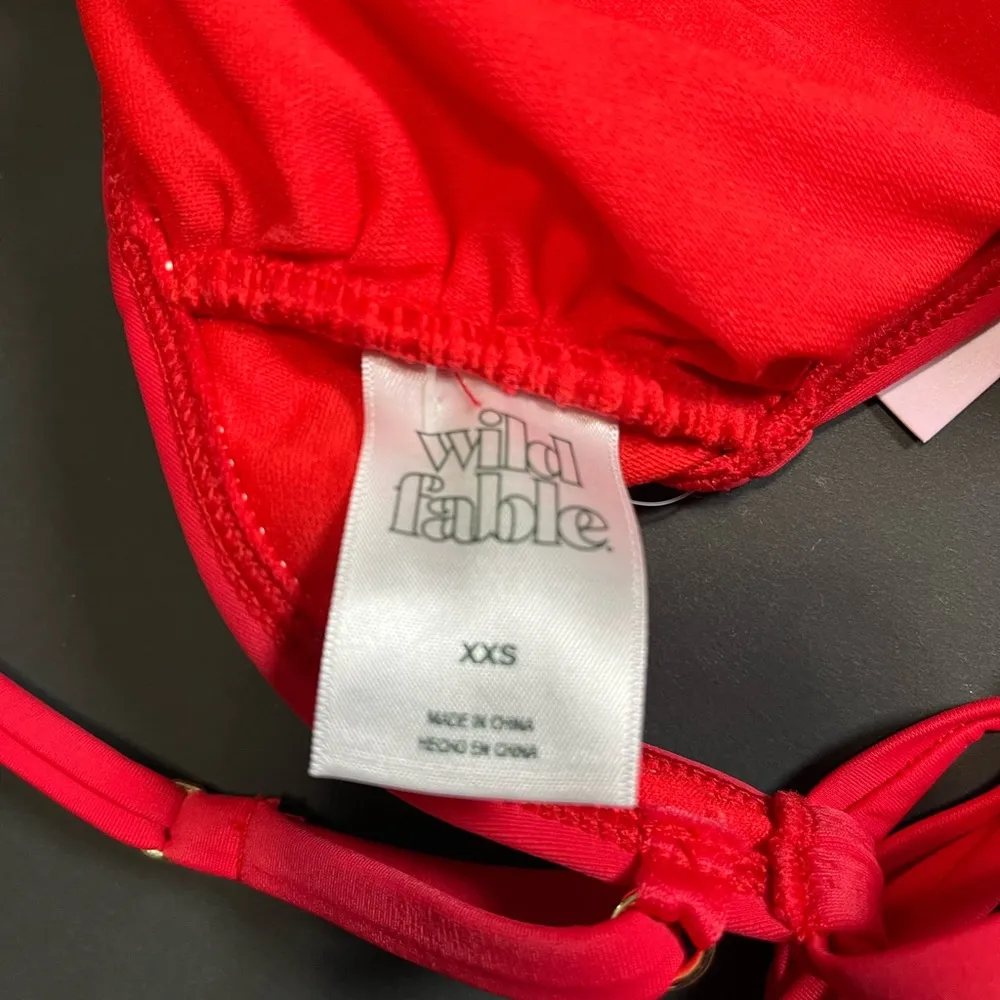 wild
fable.
XXS
MADE IN CHINA
HECHO EN CHINA